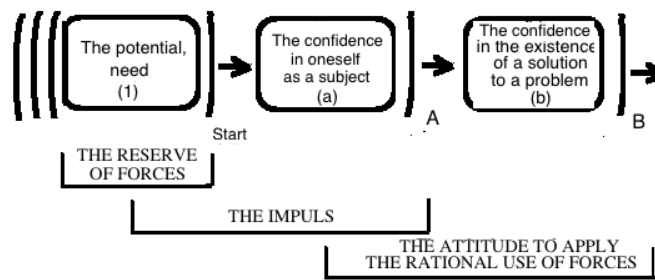 The potential,
need
(1)
The confidence
in oneself
as a subject
(a)
The confidence
in the existence
of a solution
to a problem
(b)
Start
A
B
THE RESERVE
OF FORCES
THE IMPULS
THE ATTITUDE TO APPLY
THE RATIONAL USE OF FORCES